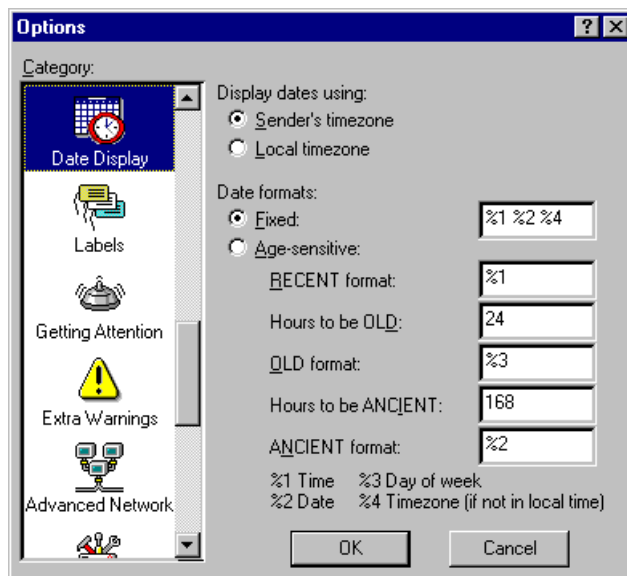 Options
Category:
Date Display
Labels
Getting Attention
Extra Warnings
Advanced Network
Display dates using:
Sender's timezone
Local timezone
Date formats:
Fixed: %1 %2 %4
Age-sensitive:
RECENT format: %1
Hours to be OLD: 24
OLD format: %3
Hours to be ANCIENT: 168
ANCIENT format: %2
%1 Time %3 Day of week
%2 Date %4 Timezone (if not in local time)
OK Cancel